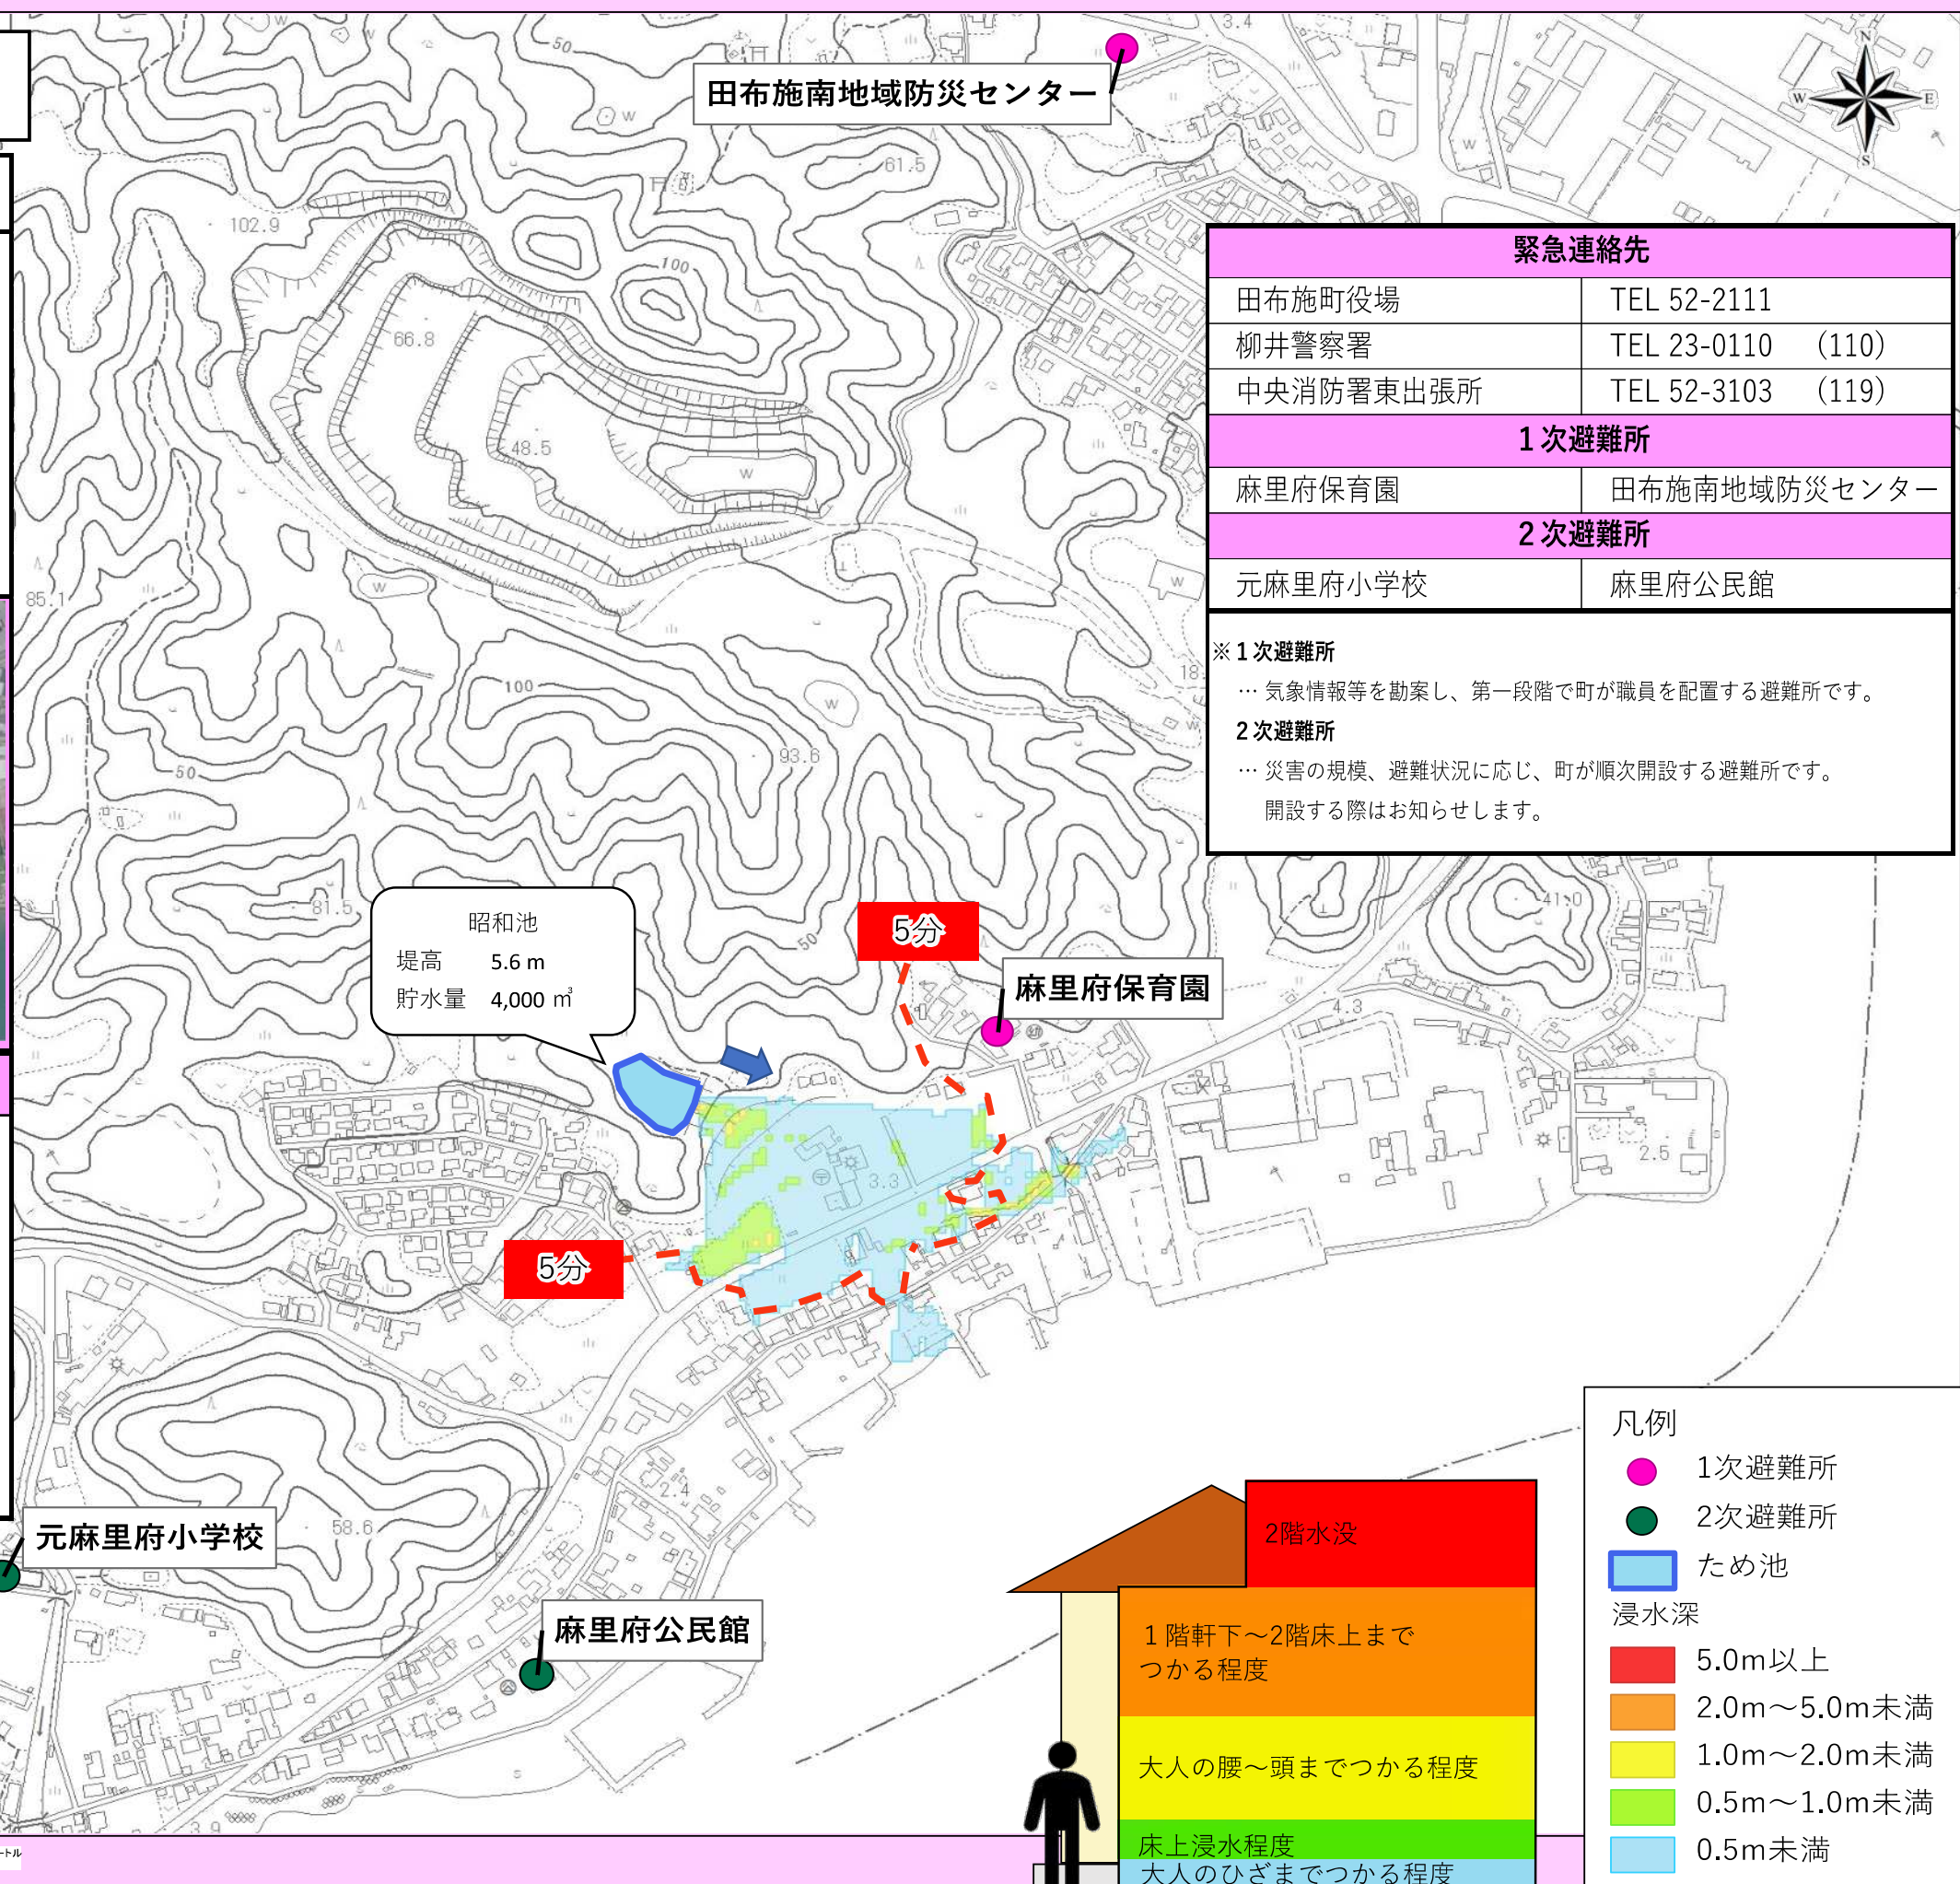 田布施南地域防災センター
3.4
N
W
E
S
50
61.5
102.9
100
66.8
48.5
W
緊急連絡先
田布施町役場 TEL 52-2111
柳井警察署 TEL 23-0110 (110)
中央消防署東出張所 TEL 52-3103 (119)
1次避難所
麻里府保育園 田布施南地域防災センター
2次避難所
元麻里府小学校 麻里府公民館
※1次避難所
… 気象情報等を勘案し、第一段階で町が職員を配置する避難所です。
2次避難所
… 災害の規模、避難状況に応じ、町が順次開設する避難所です。
開設する際はお知らせします。
85.1
100
W
93.6
50
81.5
50
41.0
昭和池
堤高 5.6 m
貯水量 4,000 ㎥
5分
麻里府保育園
4.3
3.3
2.5
5分
2.4
58.6
元麻里府小学校
麻里府公民館
3.9
ートル
2階水没
1階軒下～2階床上まで
つかる程度
大人の腰～頭までつかる程度
床上浸水程度
大人のひざまでつかる程度
凡例
1次避難所
2次避難所
ため池
浸水深
5.0m以上
2.0m～5.0m未満
1.0m～2.0m未満
0.5m～1.0m未満
0.5m未満